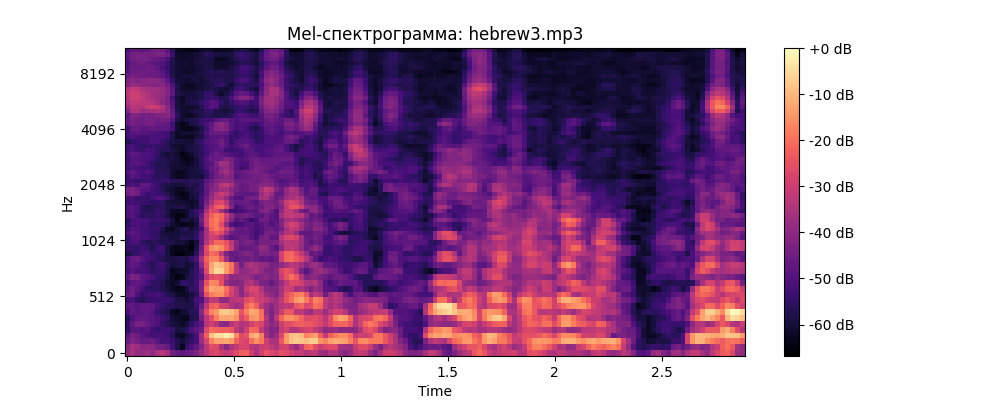 Mel-спектрограмма: hebrew3.mp3
Hz
8192
4096
2048
1024
512
0
0 0.5 1 1.5 2 2.5
Time
+0 dB
-10 dB
-20 dB
-30 dB
-40 dB
-50 dB
-60 dB